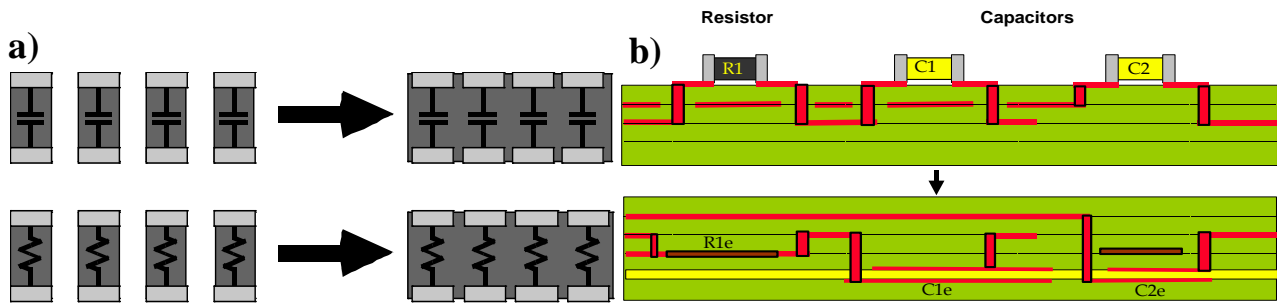 a)
Resistor
Capacitors
b)
R1
C1
C2
R1e
C1e
C2e